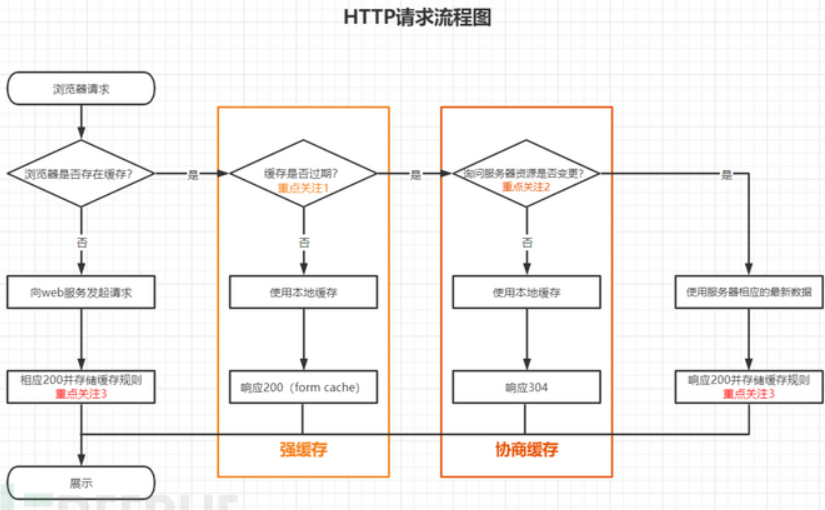 HTTP请求流程图
浏览器请求
浏览器是否存在缓存?
是
缓存是否过期?
重点关注1
是
询问服务器资源是否变更?
重点关注2
是
否
否
否
向web服务发起请求
使用本地缓存
使用本地缓存
使用服务器相应的最新数据
相应200并存储缓存规则
重点关注3
响应200（form cache）
响应304
响应200并存储缓存规则
重点关注3
强缓存
协商缓存
展示